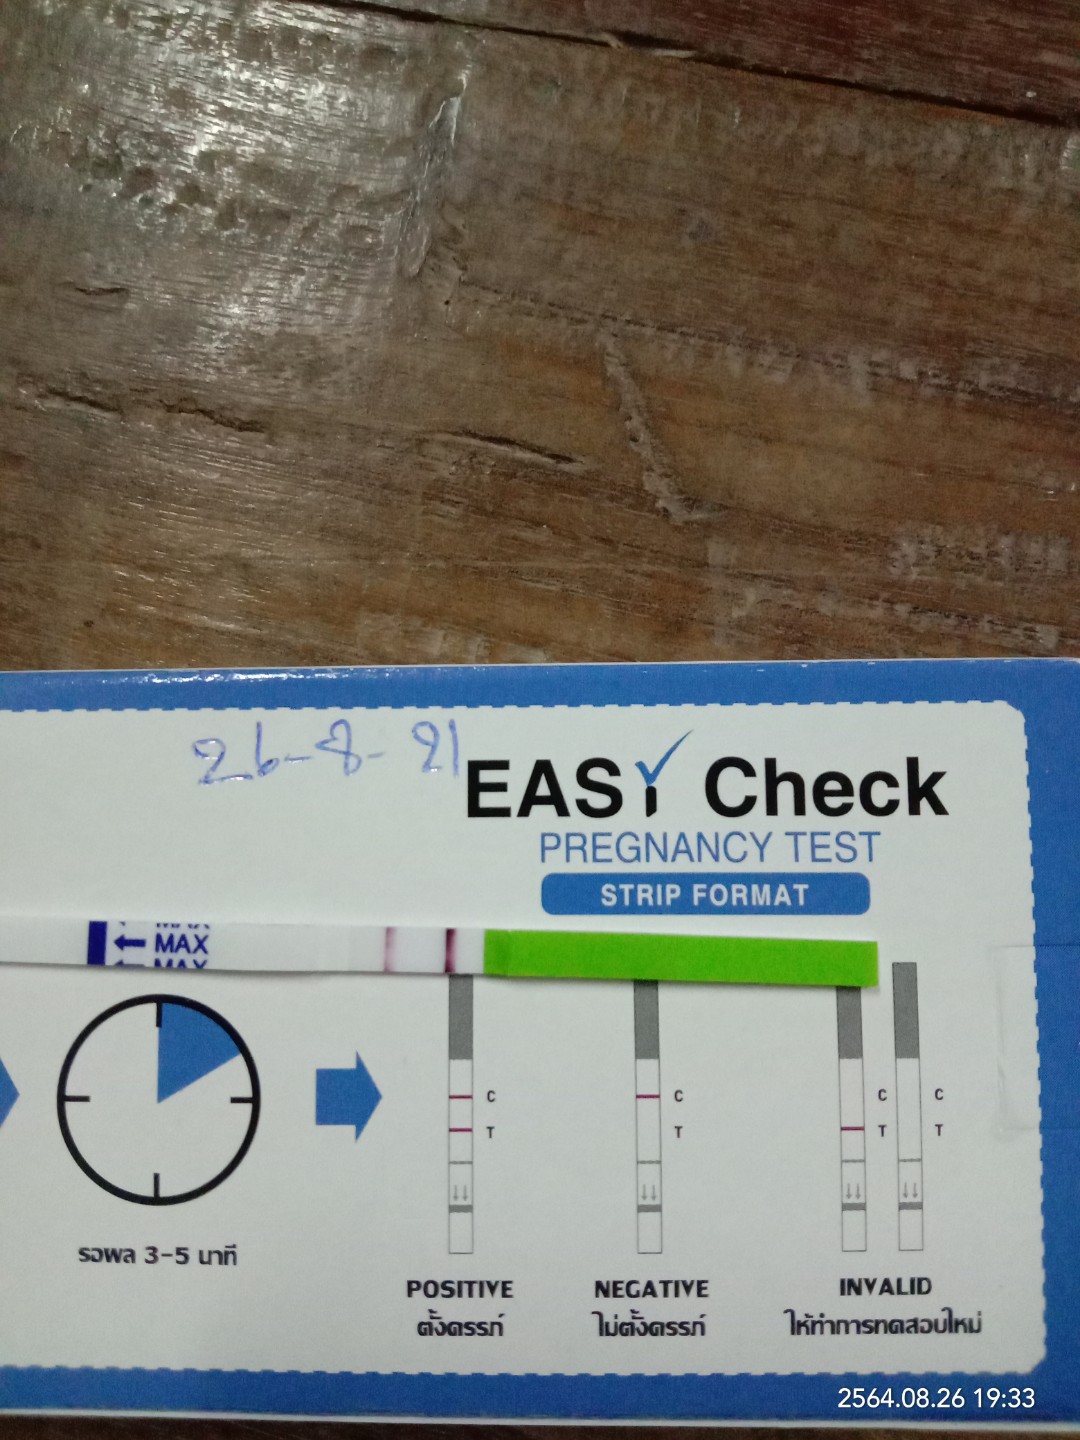 26-8-21
EASY Check
PREGNANCY TEST
STRIP FORMAT
MAX
← MAX
MAX
C C C C
T T T T
รอผล 3-5 นาที
POSITIVE NEGATIVE INVALID
ตั้งครรภ์ ไม่ตั้งครรภ์ ให้ทำการทดสอบใหม่
2564.08.26 19:33